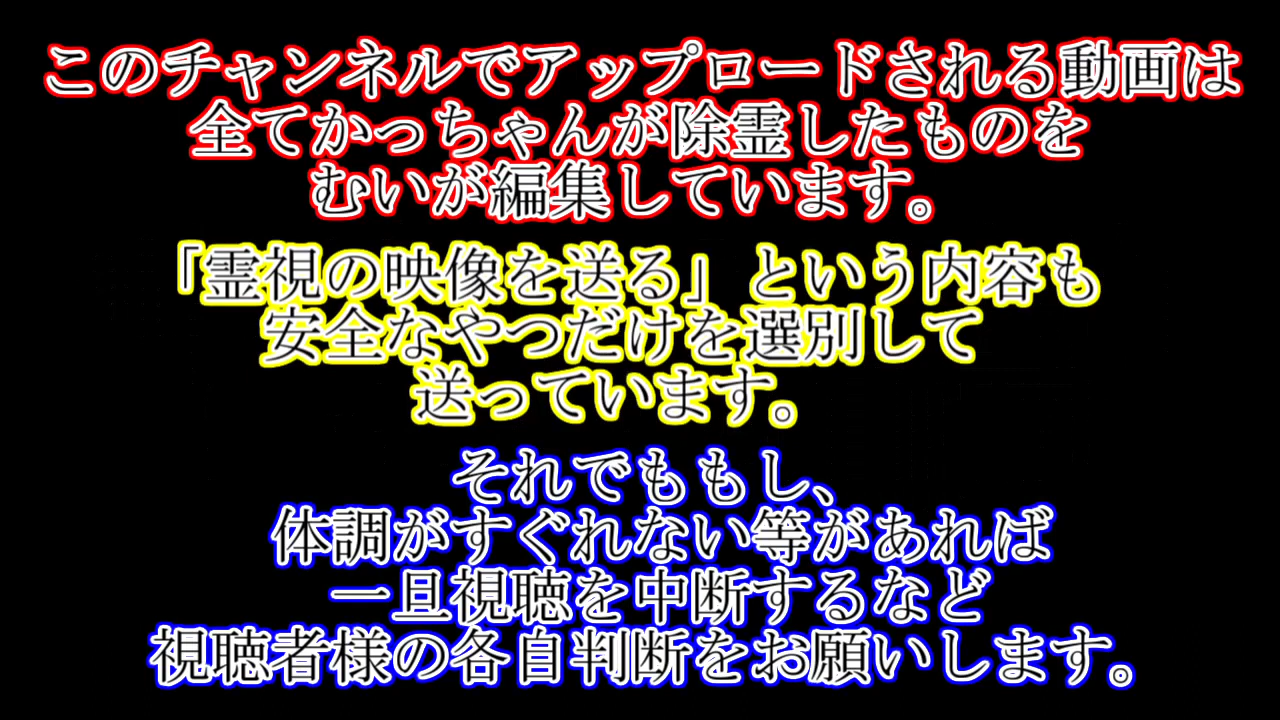 このチャンネルでアップロードされる動画は
全てかっちゃんが除霊したものを
むいが編集しています。
「霊視の映像を送る」という内容も
安全なやつだけを選別して
送っています。
それでももし、
体調がすぐれない等があれば
一旦視聴を中断するなど
視聴者様の各自判断をお願いします。